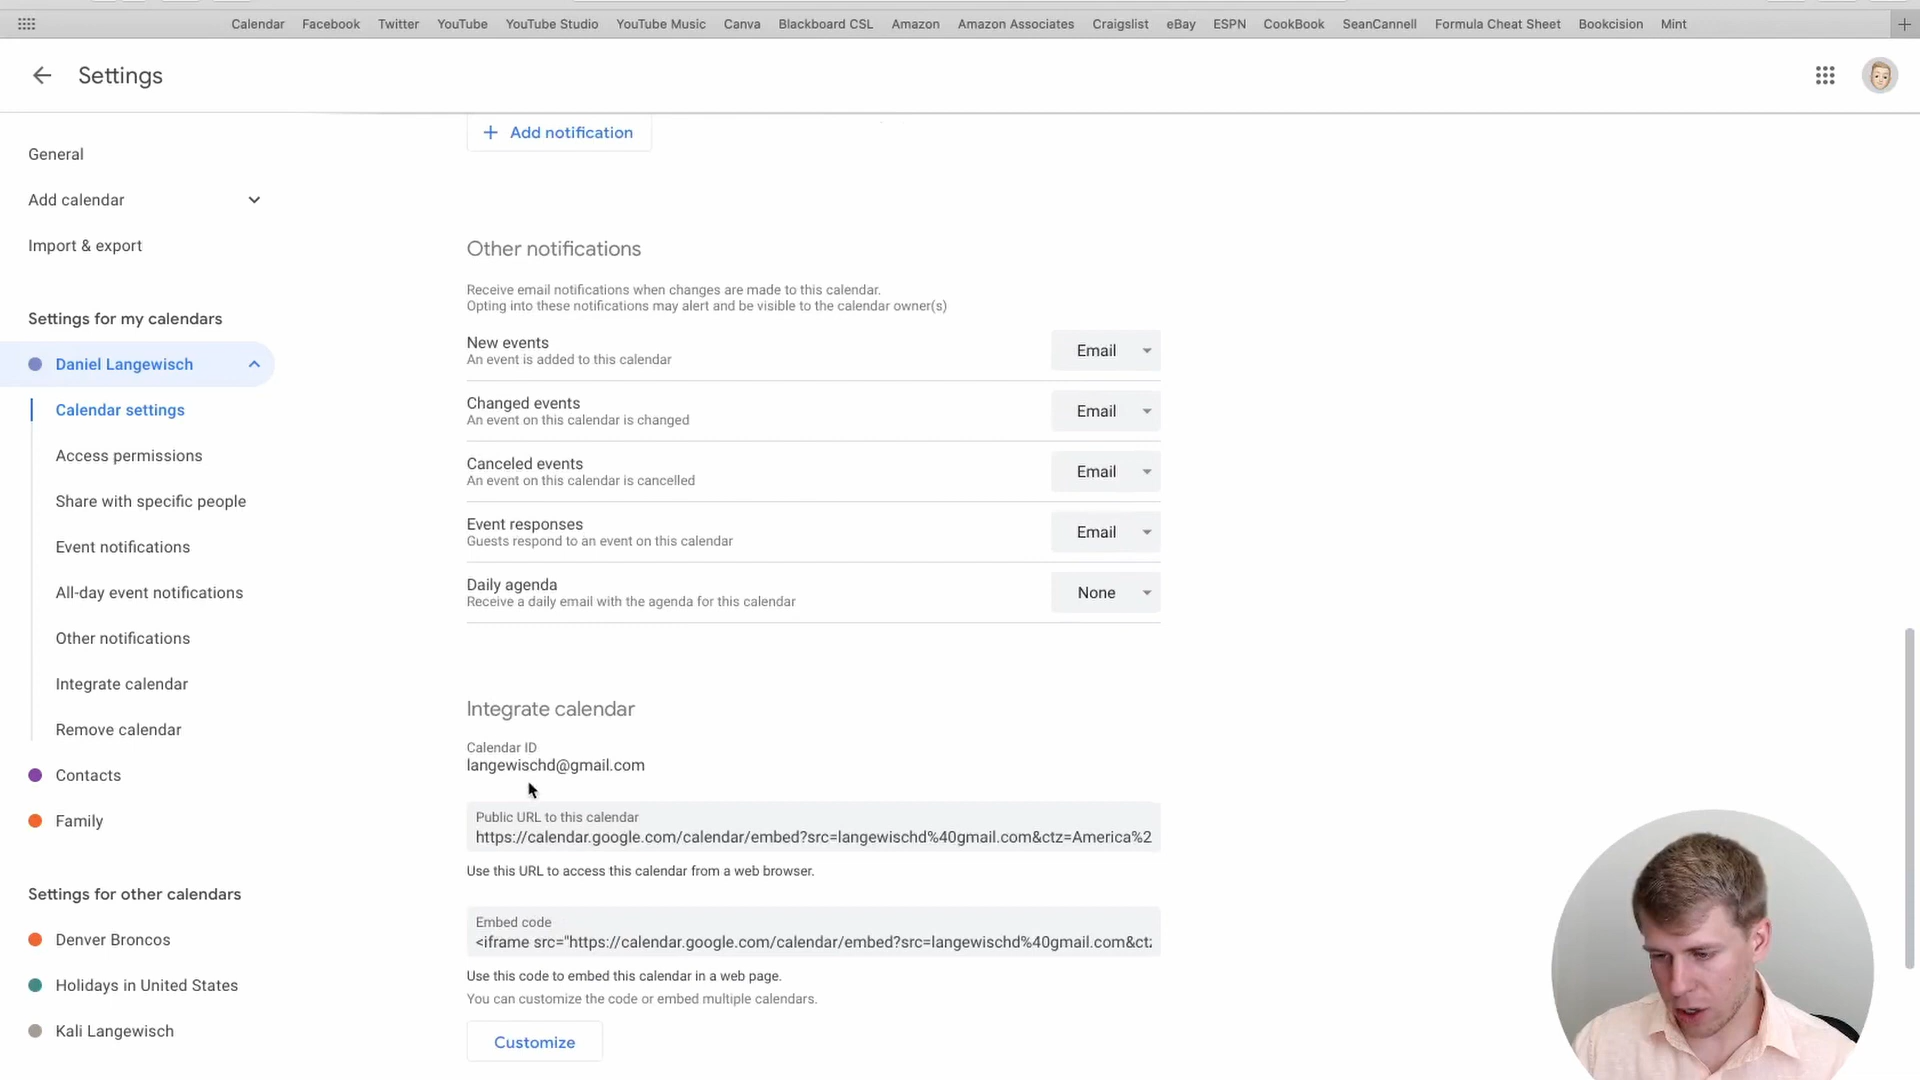 Calendar Facebook Twitter YouTube YouTube Studio YouTube Music Canva Blackboard CSL Amazon Amazon Associates Craigslist eBay ESPN CookBook SeanCannell Formula Cheat Sheet Bookcision Mint
Settings
General
Add calendar
Import & export
Settings for my calendars
Daniel Langewisch
Calendar settings
Access permissions
Share with specific people
Event notifications
All-day event notifications
Other notifications
Integrate calendar
Remove calendar
Contacts
Family
Settings for other calendars
Denver Broncos
Holidays in United States
Kali Langewisch
+ Add notification
Other notifications
Receive email notifications when changes are made to this calendar.
Opting into these notifications may alert and be visible to the calendar owner(s)
New events
An event is added to this calendar
Email
Changed events
An event on this calendar is changed
Email
Canceled events
An event on this calendar is cancelled
Email
Event responses
Guests respond to an event on this calendar
Email
Daily agenda
Receive a daily email with the agenda for this calendar
None
Integrate calendar
Calendar ID
langewischd@gmail.com
Public URL to this calendar
https://calendar.google.com/calendar/embed?src=langewischd%40gmail.com&ctz=America%2
Use this URL to access this calendar from a web browser.
Embed code
<iframe src="https://calendar.google.com/calendar/embed?src=langewischd%40gmail.com&ctz
Use this code to embed this calendar in a web page.
You can customize the code or embed multiple calendars.
Customize